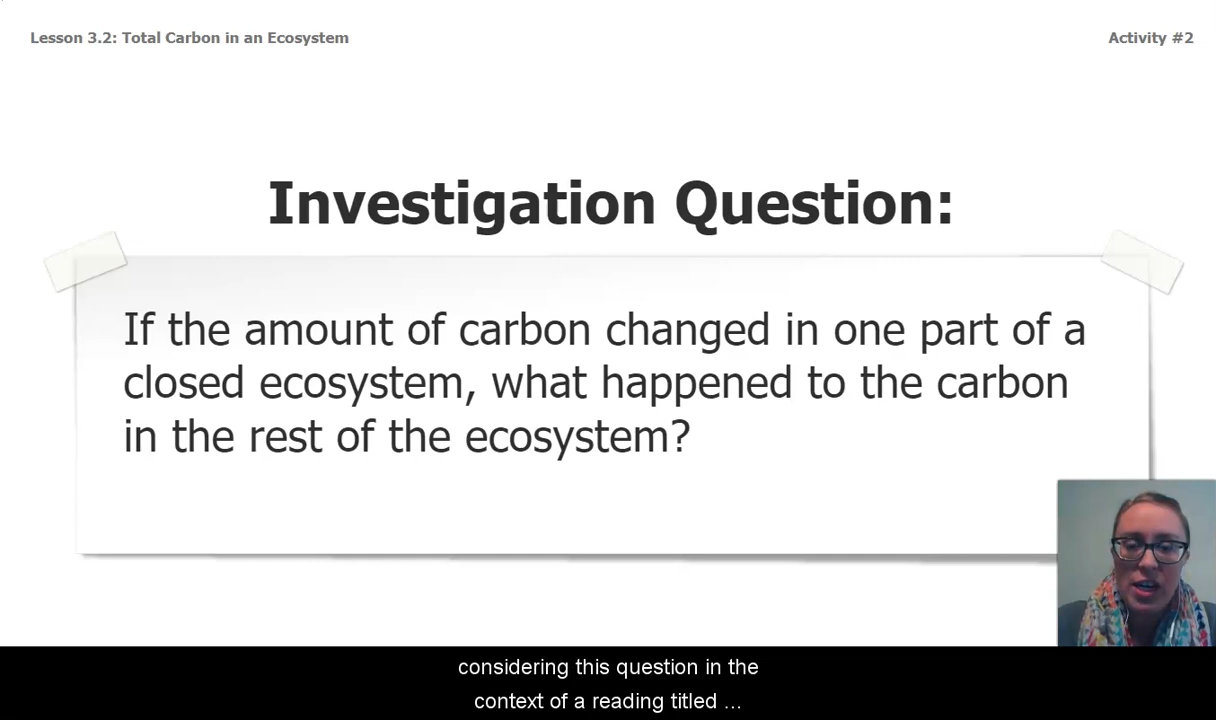 Lesson 3.2: Total Carbon in an Ecosystem
Activity #2
Investigation Question:
If the amount of carbon changed in one part of a
closed ecosystem, what happened to the carbon
in the rest of the ecosystem?
considering this question in the
context of a reading titled ...